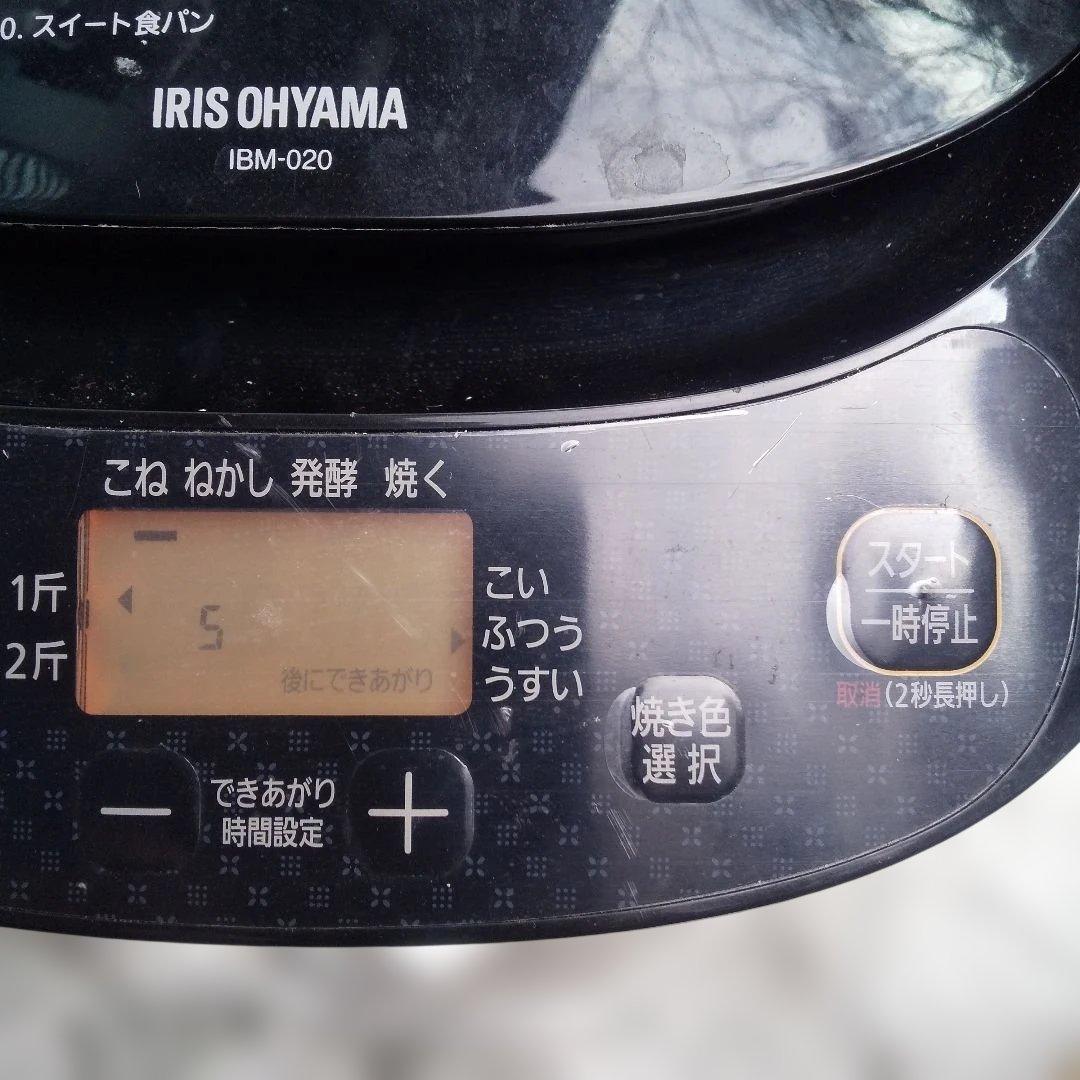 0. スイート食パン
IRIS OHYAMA
IBM-020
こね ねかし 発酵 焼く
1斤
2斤
5
後にできあがり
こい
ふつう
うすい
スタート
一時停止
取消(2秒長押し)
焼き色
選択
−
できあがり
時間設定
+